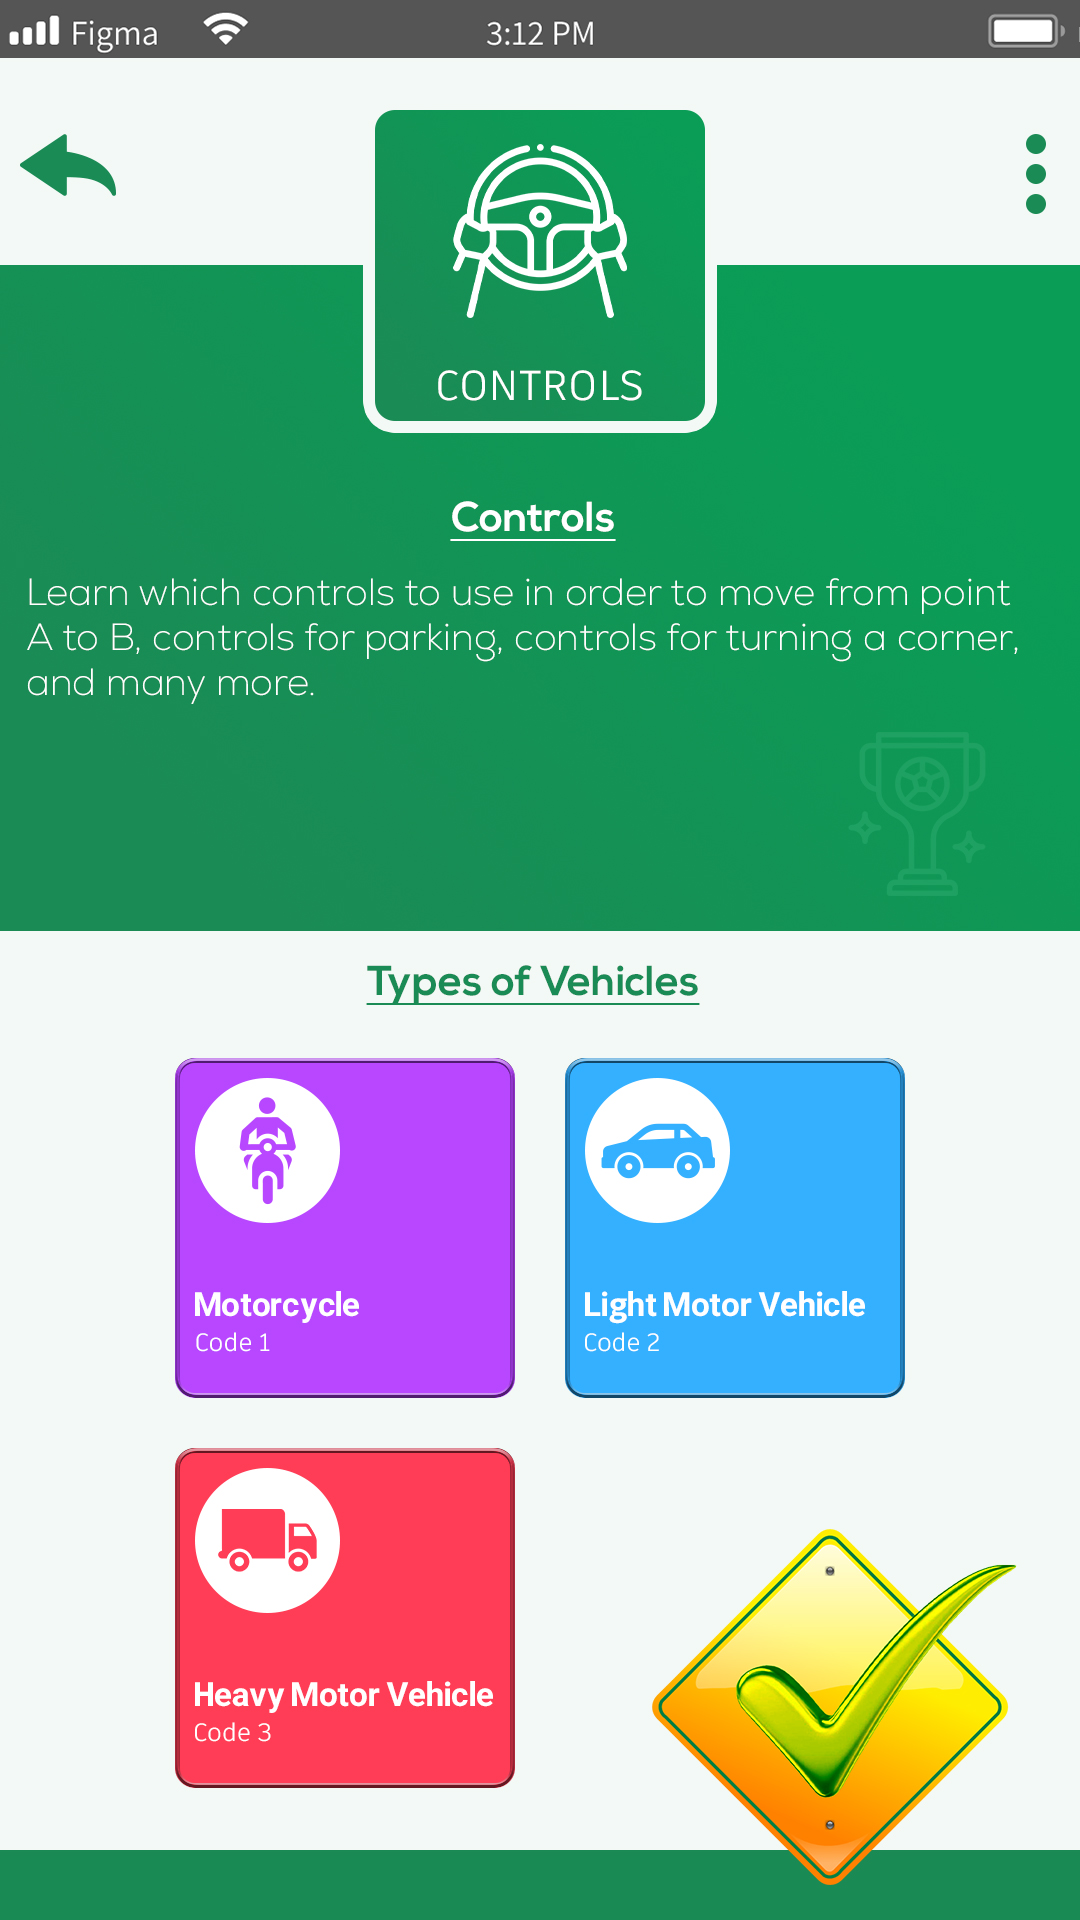 Figma
3:12 PM
CONTROLS
Controls
Learn which controls to use in order to move from point
A to B, controls for parking, controls for turning a corner,
and many more.
Types of Vehicles
Motorcycle
Code 1
Light Motor Vehicle
Code 2
Heavy Motor Vehicle
Code 3